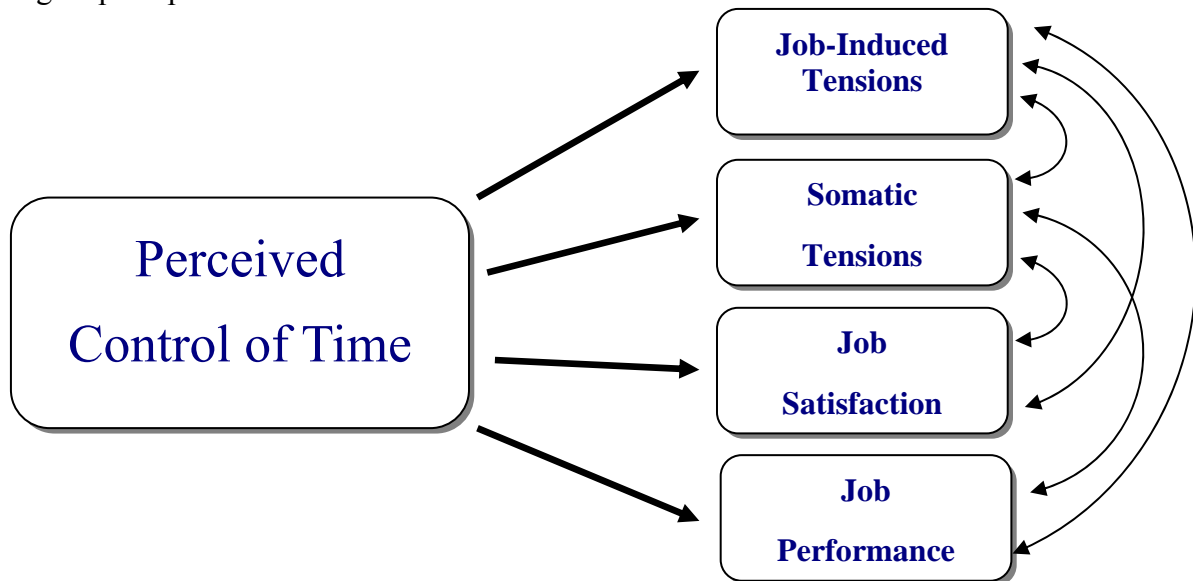 Perceived
Control of Time
Job-Induced
Tensions
Somatic
Tensions
Job
Satisfaction
Job
Performance